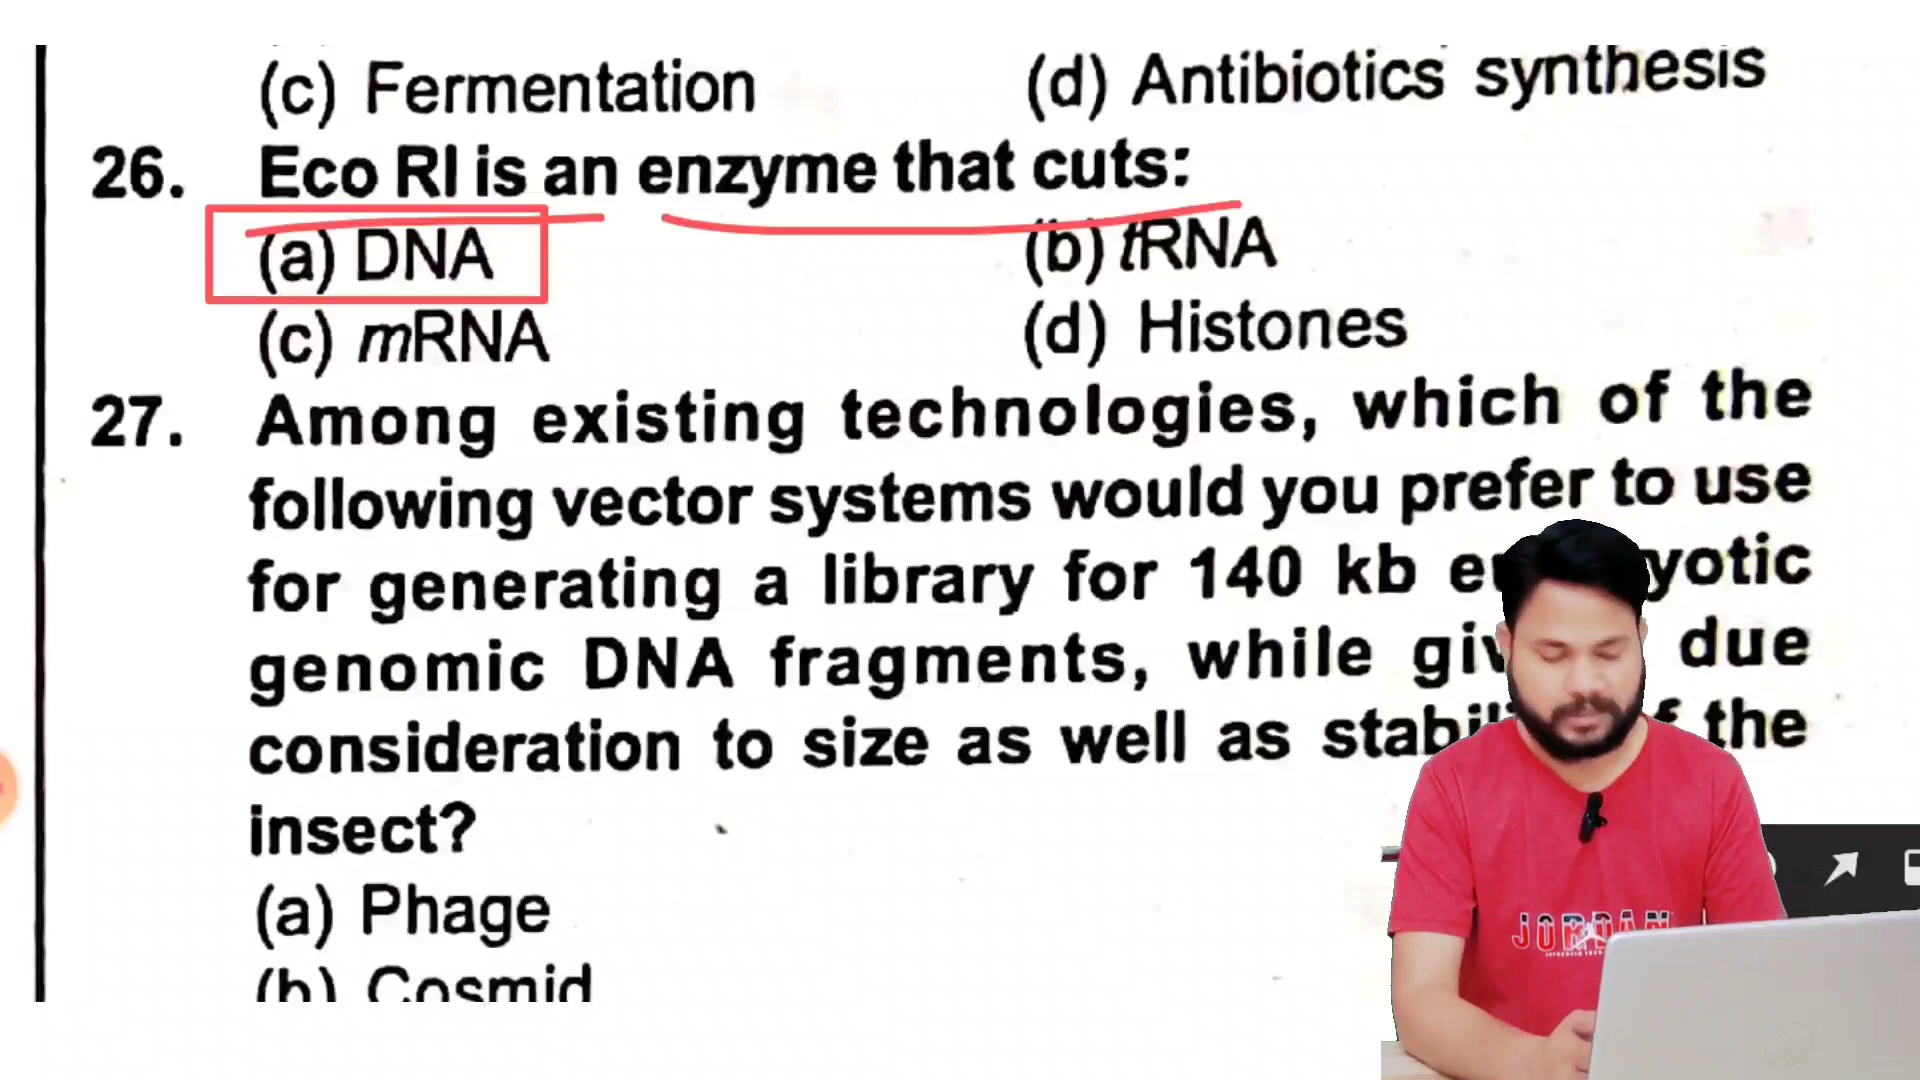 (c) Fermentation (d) Antibiotics synthesis
26. Eco RI is an enzyme that cuts:
(a) DNA (b) tRNA
(c) mRNA (d) Histones
27. Among existing technologies, which of the
following vector systems would you prefer to use
for generating a library for 140 kb yotic
genomic DNA fragments, while due
consideration to size as well as the
insect?
(a) Phage
(b) Cosmid
JORDAN